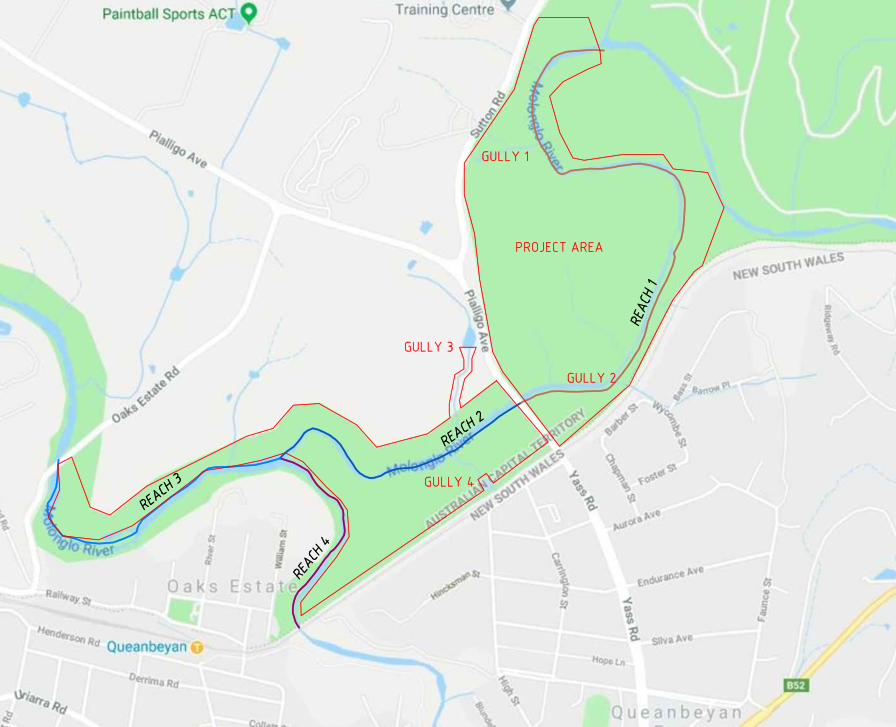 Paintball Sports ACT
Training Centre
Sutton Rd
Molonglo River
Pialligo Ave
GULLY 1
PROJECT AREA
NEW SOUTH WALES
REACH 1
Pialligo Ave
GULLY 3
Ridgeway Rd
GULLY 2
Bass St
Barrow Pl
Oaks Estate Rd
Barber St
Wycombe St
REACH 2
Molonglo River
AUSTRALIAN CAPITAL TERRITORY
NEW SOUTH WALES
Chapman St
Foster St
GULLY 4
REACH 3
Yass Rd
Aurora Ave
Molonglo River
River St
William St
REACH 4
Oaks Estate
Carrington St
Endurance Ave
Hincksman St
Faunce St
Railway St
Yass Rd
Silva Ave
Henderson Rd
Queanbeyan
Hope Ln
Derrima Rd
High St
B52
Uriarra Rd
Queanbeyan